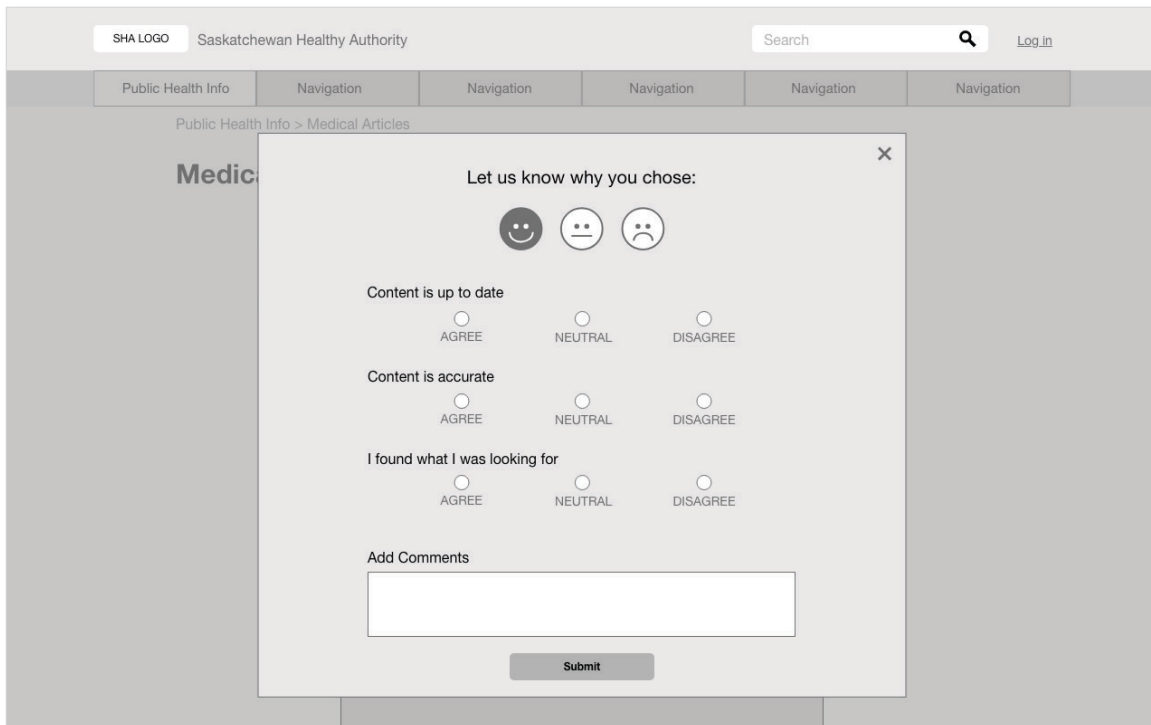 SHA LOGO Saskatchewan Healthy Authority Search Log in
Public Health Info Navigation Navigation Navigation Navigation Navigation
Public Health Info > Medical Articles
Medic
Let us know why you chose:
Content is up to date
AGREE NEUTRAL DISAGREE
Content is accurate
AGREE NEUTRAL DISAGREE
I found what I was looking for
AGREE NEUTRAL DISAGREE
Add Comments
Submit